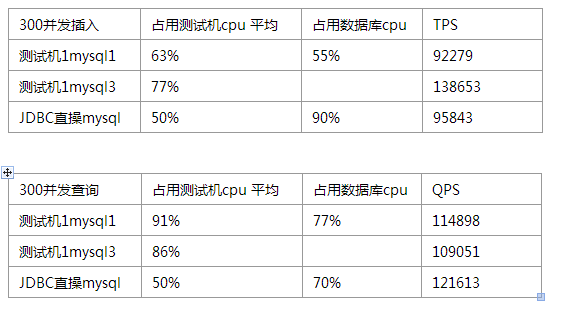 300并发插入 占用测试机cpu 平均 占用数据库cpu TPS
测试机1mysql1 63% 55% 92279
测试机1mysql3 77% 138653
JDBC直操mysql 50% 90% 95843
300并发查询 占用测试机cpu 平均 占用数据库cpu QPS
测试机1mysql1 91% 77% 114898
测试机1mysql3 86% 109051
JDBC直操mysql 50% 70% 121613